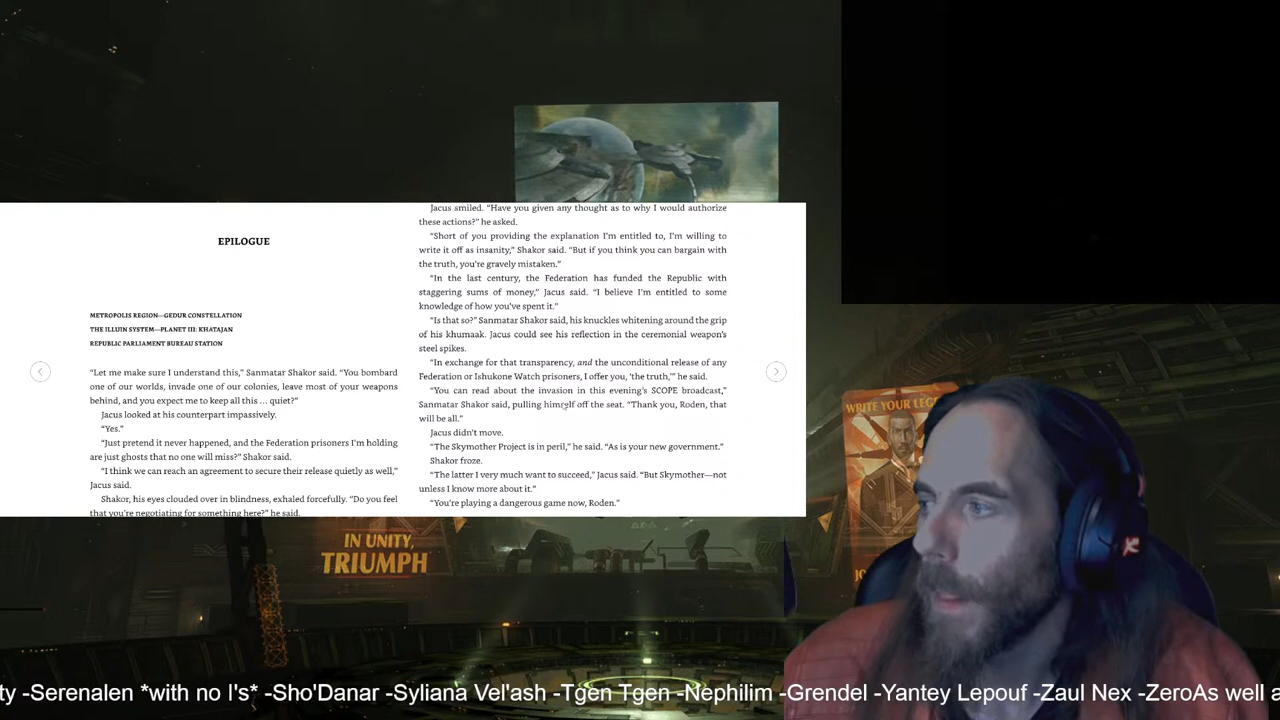 EPILOGUE
METROPOLIS REGION—GEDUR CONSTELLATION
THE ILLUIN SYSTEM—PLANET III: KHATAJAN
REPUBLIC PARLIAMENT BUREAU STATION
“Let me make sure I understand this,” Sanmatar Shakor said. “You bombard
one of our worlds, invade one of our colonies, leave most of your weapons
behind, and you expect me to keep all this … quiet?”
Jacus looked at his counterpart impassively.
“Yes.”
“Just pretend it never happened, and the Federation prisoners I'm holding
are just ghosts that no one will miss?” Shakor said.
“I think we can reach an agreement to secure their release quietly as well,”
Jacus said.
Shakor, his eyes clouded over in blindness, exhaled forcefully. “Do you feel
that you're negotiating for something here?” he said.
Jacus smiled. “Have you given any thought as to why I would authorize
these actions?” he asked.
“Short of you providing the explanation I'm entitled to, I'm willing to
write it off as insanity,” Shakor said. “But if you think you can bargain with
the truth, you're gravely mistaken.”
“In the last century, the Federation has funded the Republic with
staggering sums of money,” Jacus said. “I believe I'm entitled to some
knowledge of how you've spent it.”
“Is that so?” Sanmatar Shakor said, his knuckles whitening around the grip
of his khumaak. Jacus could see his reflection in the ceremonial weapon's
steel spikes.
“In exchange for that transparency, and the unconditional release of any
Federation or Ishukone Watch prisoners, I offer you, ‘the truth,’” he said.
“You can read about the invasion in this evening's SCOPE broadcast,”
Sanmatar Shakor said, pulling himself off the seat. “Thank you, Roden, that
will be all.”
Jacus didn't move.
“The Skymother Project is in peril,” he said. “As is your new government.”
Shakor froze.
“The latter I very much want to succeed,” Jacus said. “But Skymother—not
unless I know more about it.”
“You're playing a dangerous game now, Roden.”
WRITE YOUR LEG
JO
IN UNITY,
TRIUMPH
ty -Serenalen *with no I's* -Sho'Danar -Syliana Vel'ash -Tgen Tgen -Nephilim -Grendel -Yantey Lepouf -Zaul Nex -ZeroAs well a